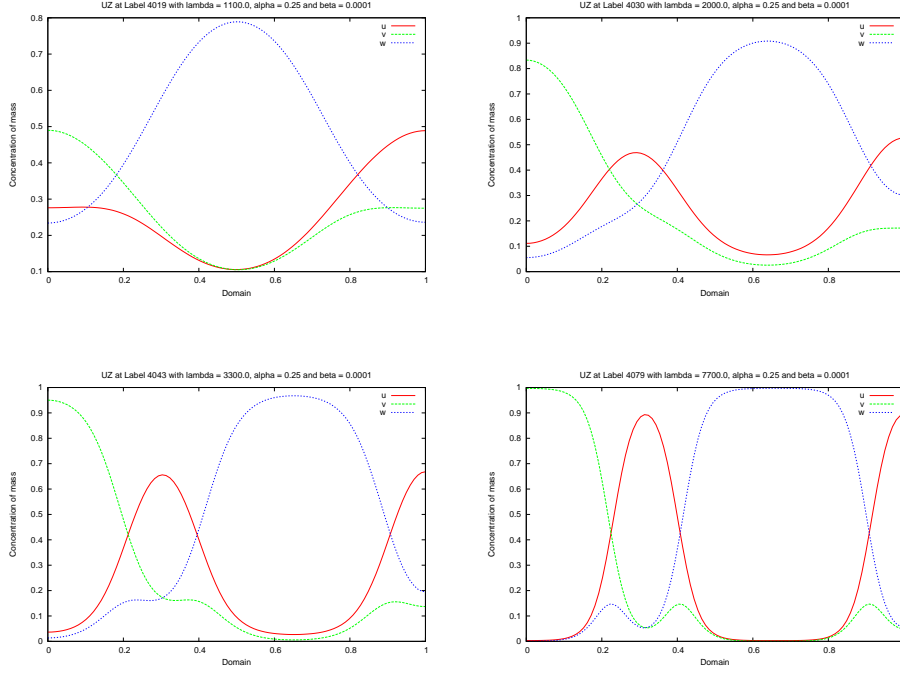 UZ at Label 4019 with lambda = 1100.0, alpha = 0.25 and beta = 0.0001
u
v
w
Concentration of mass
0.8
0.7
0.6
0.5
0.4
0.3
0.2
0.1
0 0.2 0.4 0.6 0.8 1
Domain
UZ at Label 4030 with lambda = 2000.0, alpha = 0.25 and beta = 0.0001
u
v
w
Concentration of mass
1
0.9
0.8
0.7
0.6
0.5
0.4
0.3
0.2
0.1
0
0 0.2 0.4 0.6 0.8
Domain
UZ at Label 4043 with lambda = 3300.0, alpha = 0.25 and beta = 0.0001
u
v
w
Concentration of mass
1
0.9
0.8
0.7
0.6
0.5
0.4
0.3
0.2
0.1
0
0 0.2 0.4 0.6 0.8 1
Domain
UZ at Label 4079 with lambda = 7700.0, alpha = 0.25 and beta = 0.0001
u
v
w
Concentration of mass
1
0.9
0.8
0.7
0.6
0.5
0.4
0.3
0.2
0.1
0
0 0.2 0.4 0.6 0.8
Domain